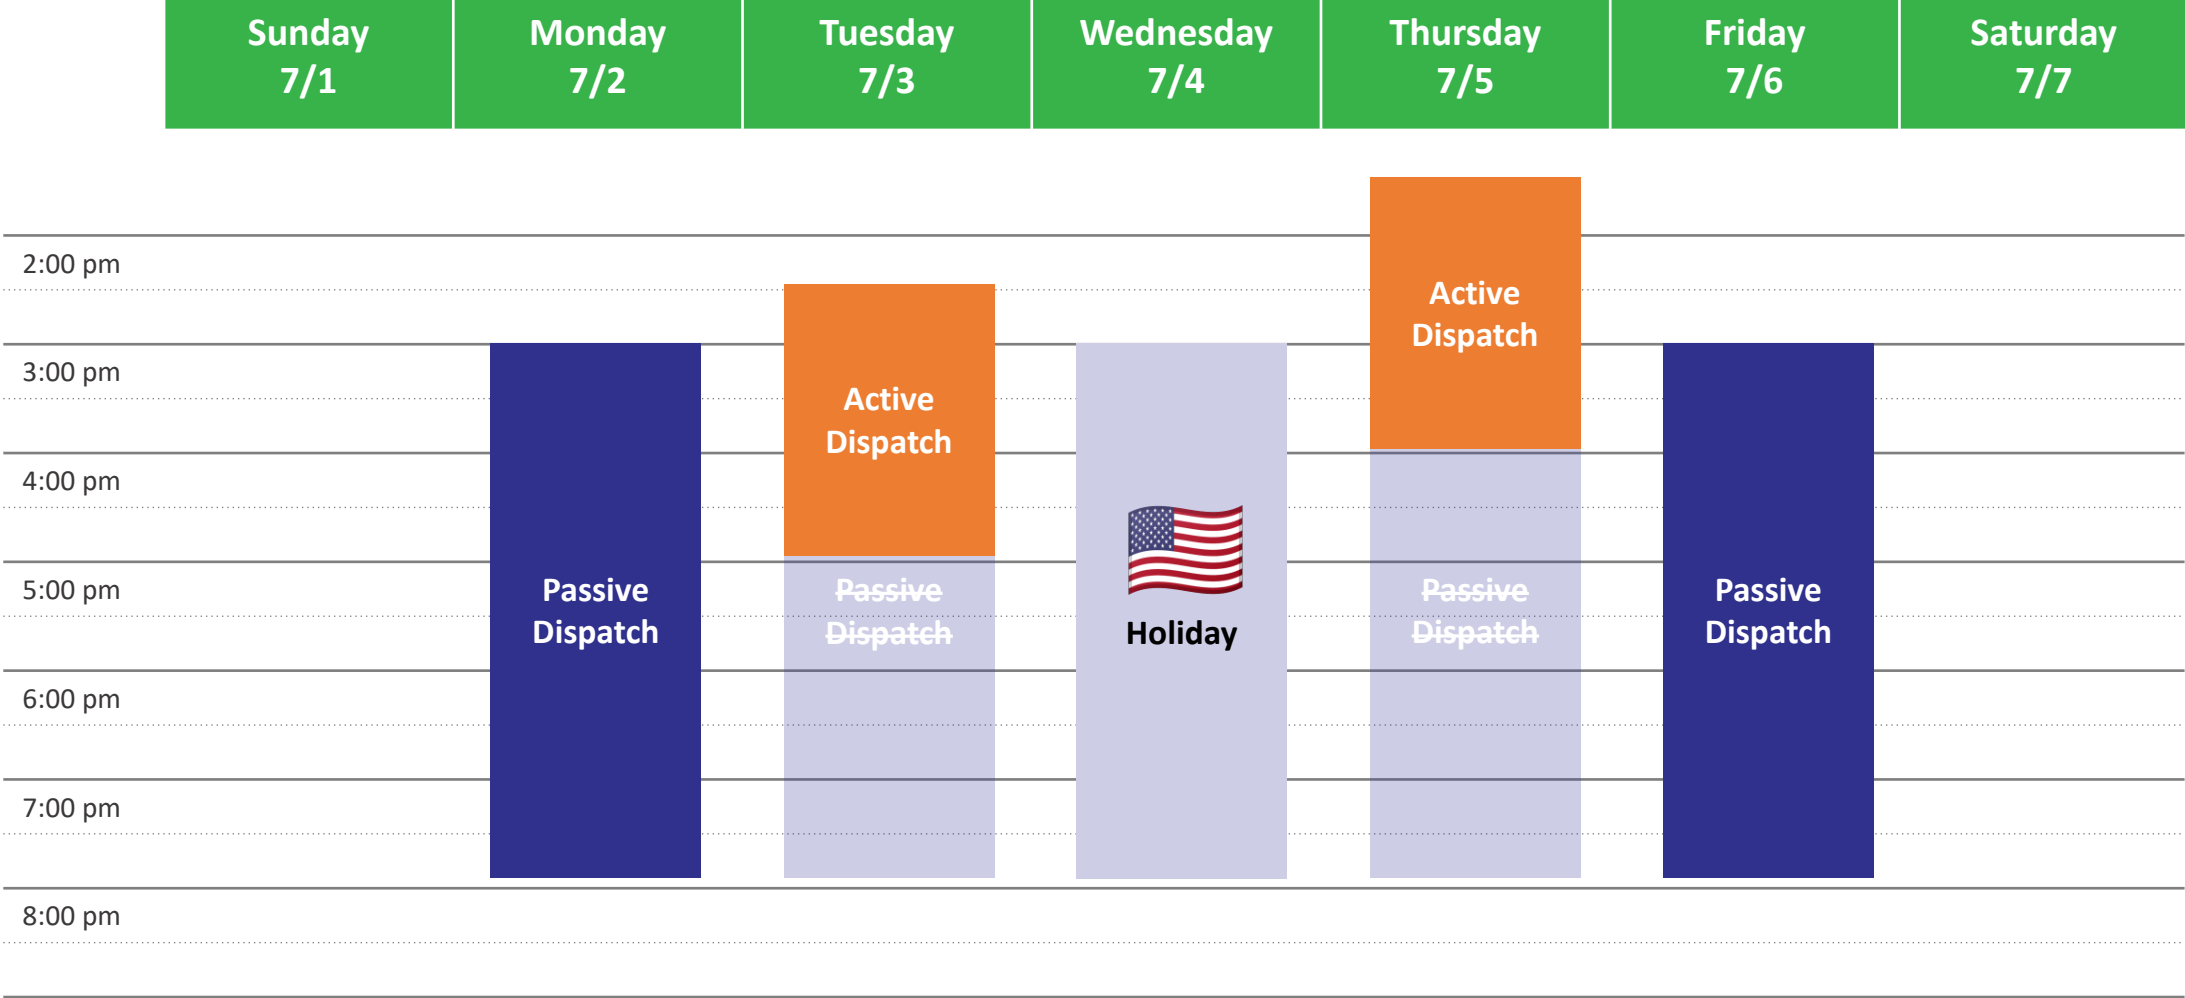 Sunday
7/1
Monday
7/2
Tuesday
7/3
Wednesday
7/4
Thursday
7/5
Friday
7/6
Saturday
7/7
2:00 pm
3:00 pm
4:00 pm
5:00 pm
6:00 pm
7:00 pm
8:00 pm
Passive
Dispatch
Active
Dispatch
Passive
Dispatch
Holiday
Active
Dispatch
Passive
Dispatch
Passive
Dispatch